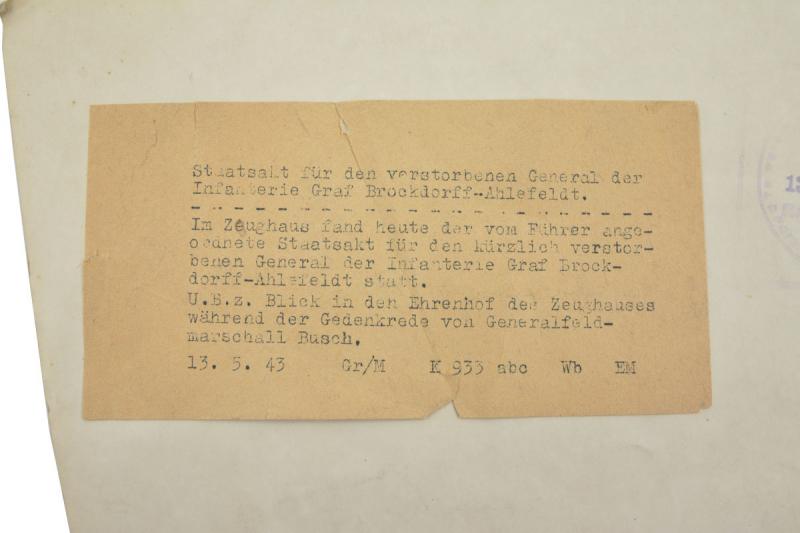 Staatsakt für den verstorbenen General der
Infanterie Graf Brockdorff-Ahlefeldt.
Im Zeughaus fand heute der vom Führer ange-
ordnete Staatsakt für den kürzlich verstor-
benen General der Infanterie Graf Brock-
dorff-Ahlefeldt statt.
U.B.z. Blick in den Ehrenhof des Zeughauses
während der Gedenkrede von Generalfeld-
marschall Busch.
13. 5. 43 Gr/M K 933 abc Wb EM